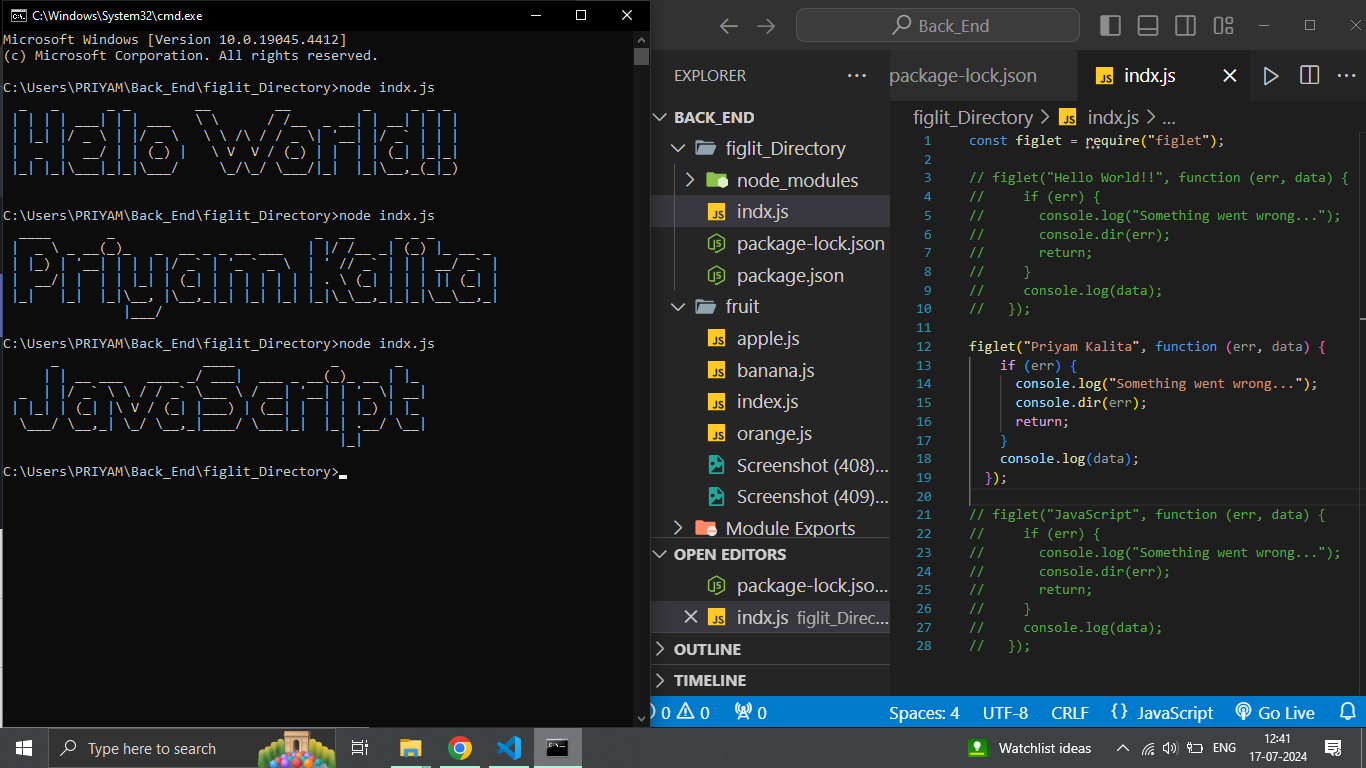 C:\Windows\System32\cmd.exe
Microsoft Windows [Version 10.0.19045.4412]
(c) Microsoft Corporation. All rights reserved.
C:\Users\PRIYAM\Back_End\figlit_Directory>node indx.js
Hello World!!
C:\Users\PRIYAM\Back_End\figlit_Directory>node indx.js
Priyam Kalita
C:\Users\PRIYAM\Back_End\figlit_Directory>node indx.js
JavaScript
C:\Users\PRIYAM\Back_End\figlit_Directory>
Back_End
EXPLORER
BACK_END
figlit_Directory
node_modules
indx.js
package-lock.json
package.json
fruit
apple.js
banana.js
index.js
orange.js
Screenshot (408)...
Screenshot (409)...
Module Exports
OPEN EDITORS
package-lock.jso...
indx.js figlit_Direc...
OUTLINE
TIMELINE
package-lock.json indx.js
figlit_Directory > indx.js > ...
1 const figlet = require("figlet");
2
3 // figlet("Hello World!!", function (err, data) {
4 //     if (err) {
5 //       console.log("Something went wrong...");
6 //       console.dir(err);
7 //       return;
8 //     }
9 //     console.log(data);
10 //   });
11
12 figlet("Priyam Kalita", function (err, data) {
13     if (err) {
14       console.log("Something went wrong...");
15       console.dir(err);
16       return;
17     }
18     console.log(data);
19   });
20
21 // figlet("JavaScript", function (err, data) {
22 //     if (err) {
23 //       console.log("Something went wrong...");
24 //       console.dir(err);
25 //       return;
26 //     }
27 //     console.log(data);
28 //   });
0 0 0 Spaces: 4 UTF-8 CRLF {} JavaScript Go Live
Type here to search
Watchlist ideas
ENG
12:41
17-07-2024